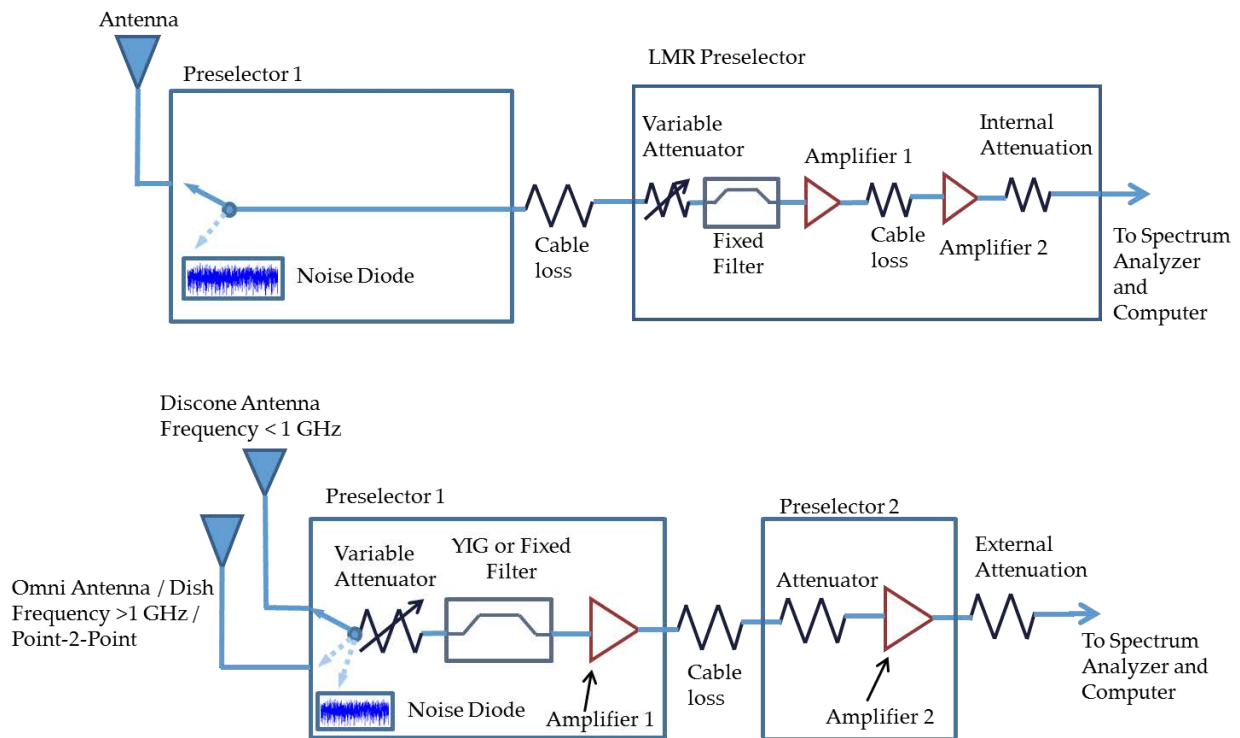 Antenna
Preselector 1
LMR Preselector
Variable
Attenuator
Amplifier 1
Internal
Attenuation
Noise Diode
Cable
loss
Fixed
Filter
Cable
loss
Amplifier 2
To Spectrum
Analyzer
and
Computer
Discone Antenna
Frequency < 1 GHz
Preselector 1
Preselector 2
Omni Antenna / Dish
Frequency >1 GHz /
Point-2-Point
Variable
Attenuator
YIG or Fixed
Filter
Attenuator
External
Attenuation
Noise Diode
Amplifier 1
Cable
loss
Amplifier 2
To Spectrum
Analyzer and
Computer